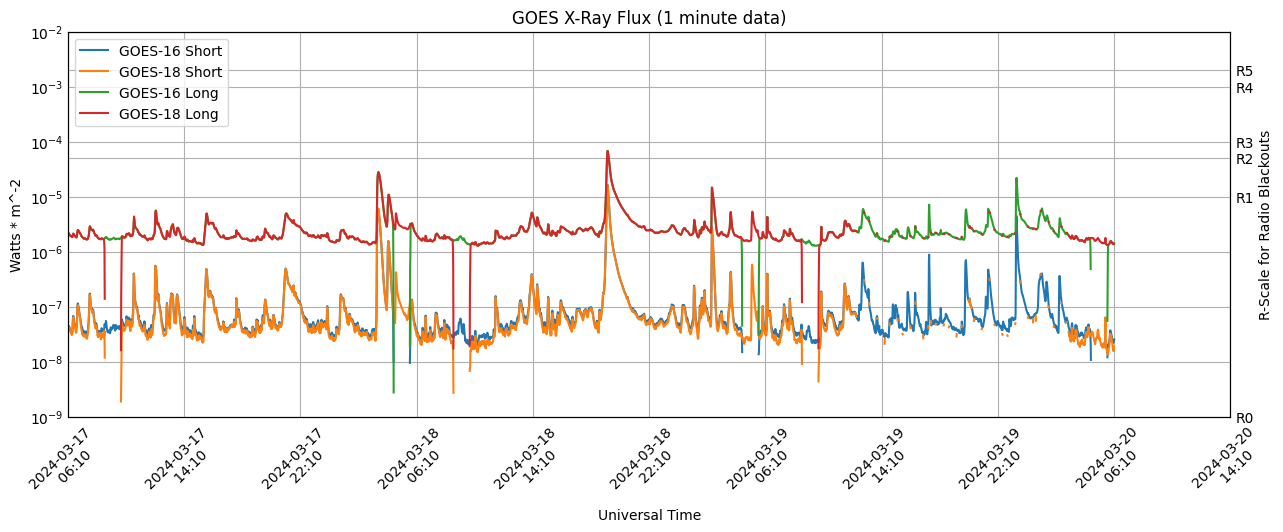 GOES X-Ray Flux (1 minute data)
GOES-16 Short
GOES-18 Short
GOES-16 Long
GOES-18 Long
10^-2
10^-3
10^-4
10^-5
10^-6
10^-7
10^-8
10^-9
Watts * m^-2
R5
R4
R3
R2
R1
R0
R-Scale for Radio Blackouts
2024-03-17
06:10
2024-03-17
14:10
2024-03-17
22:10
2024-03-18
06:10
2024-03-18
14:10
2024-03-18
22:10
2024-03-19
06:10
2024-03-19
14:10
2024-03-19
22:10
2024-03-20
06:10
2024-03-20
14:10
Universal Time